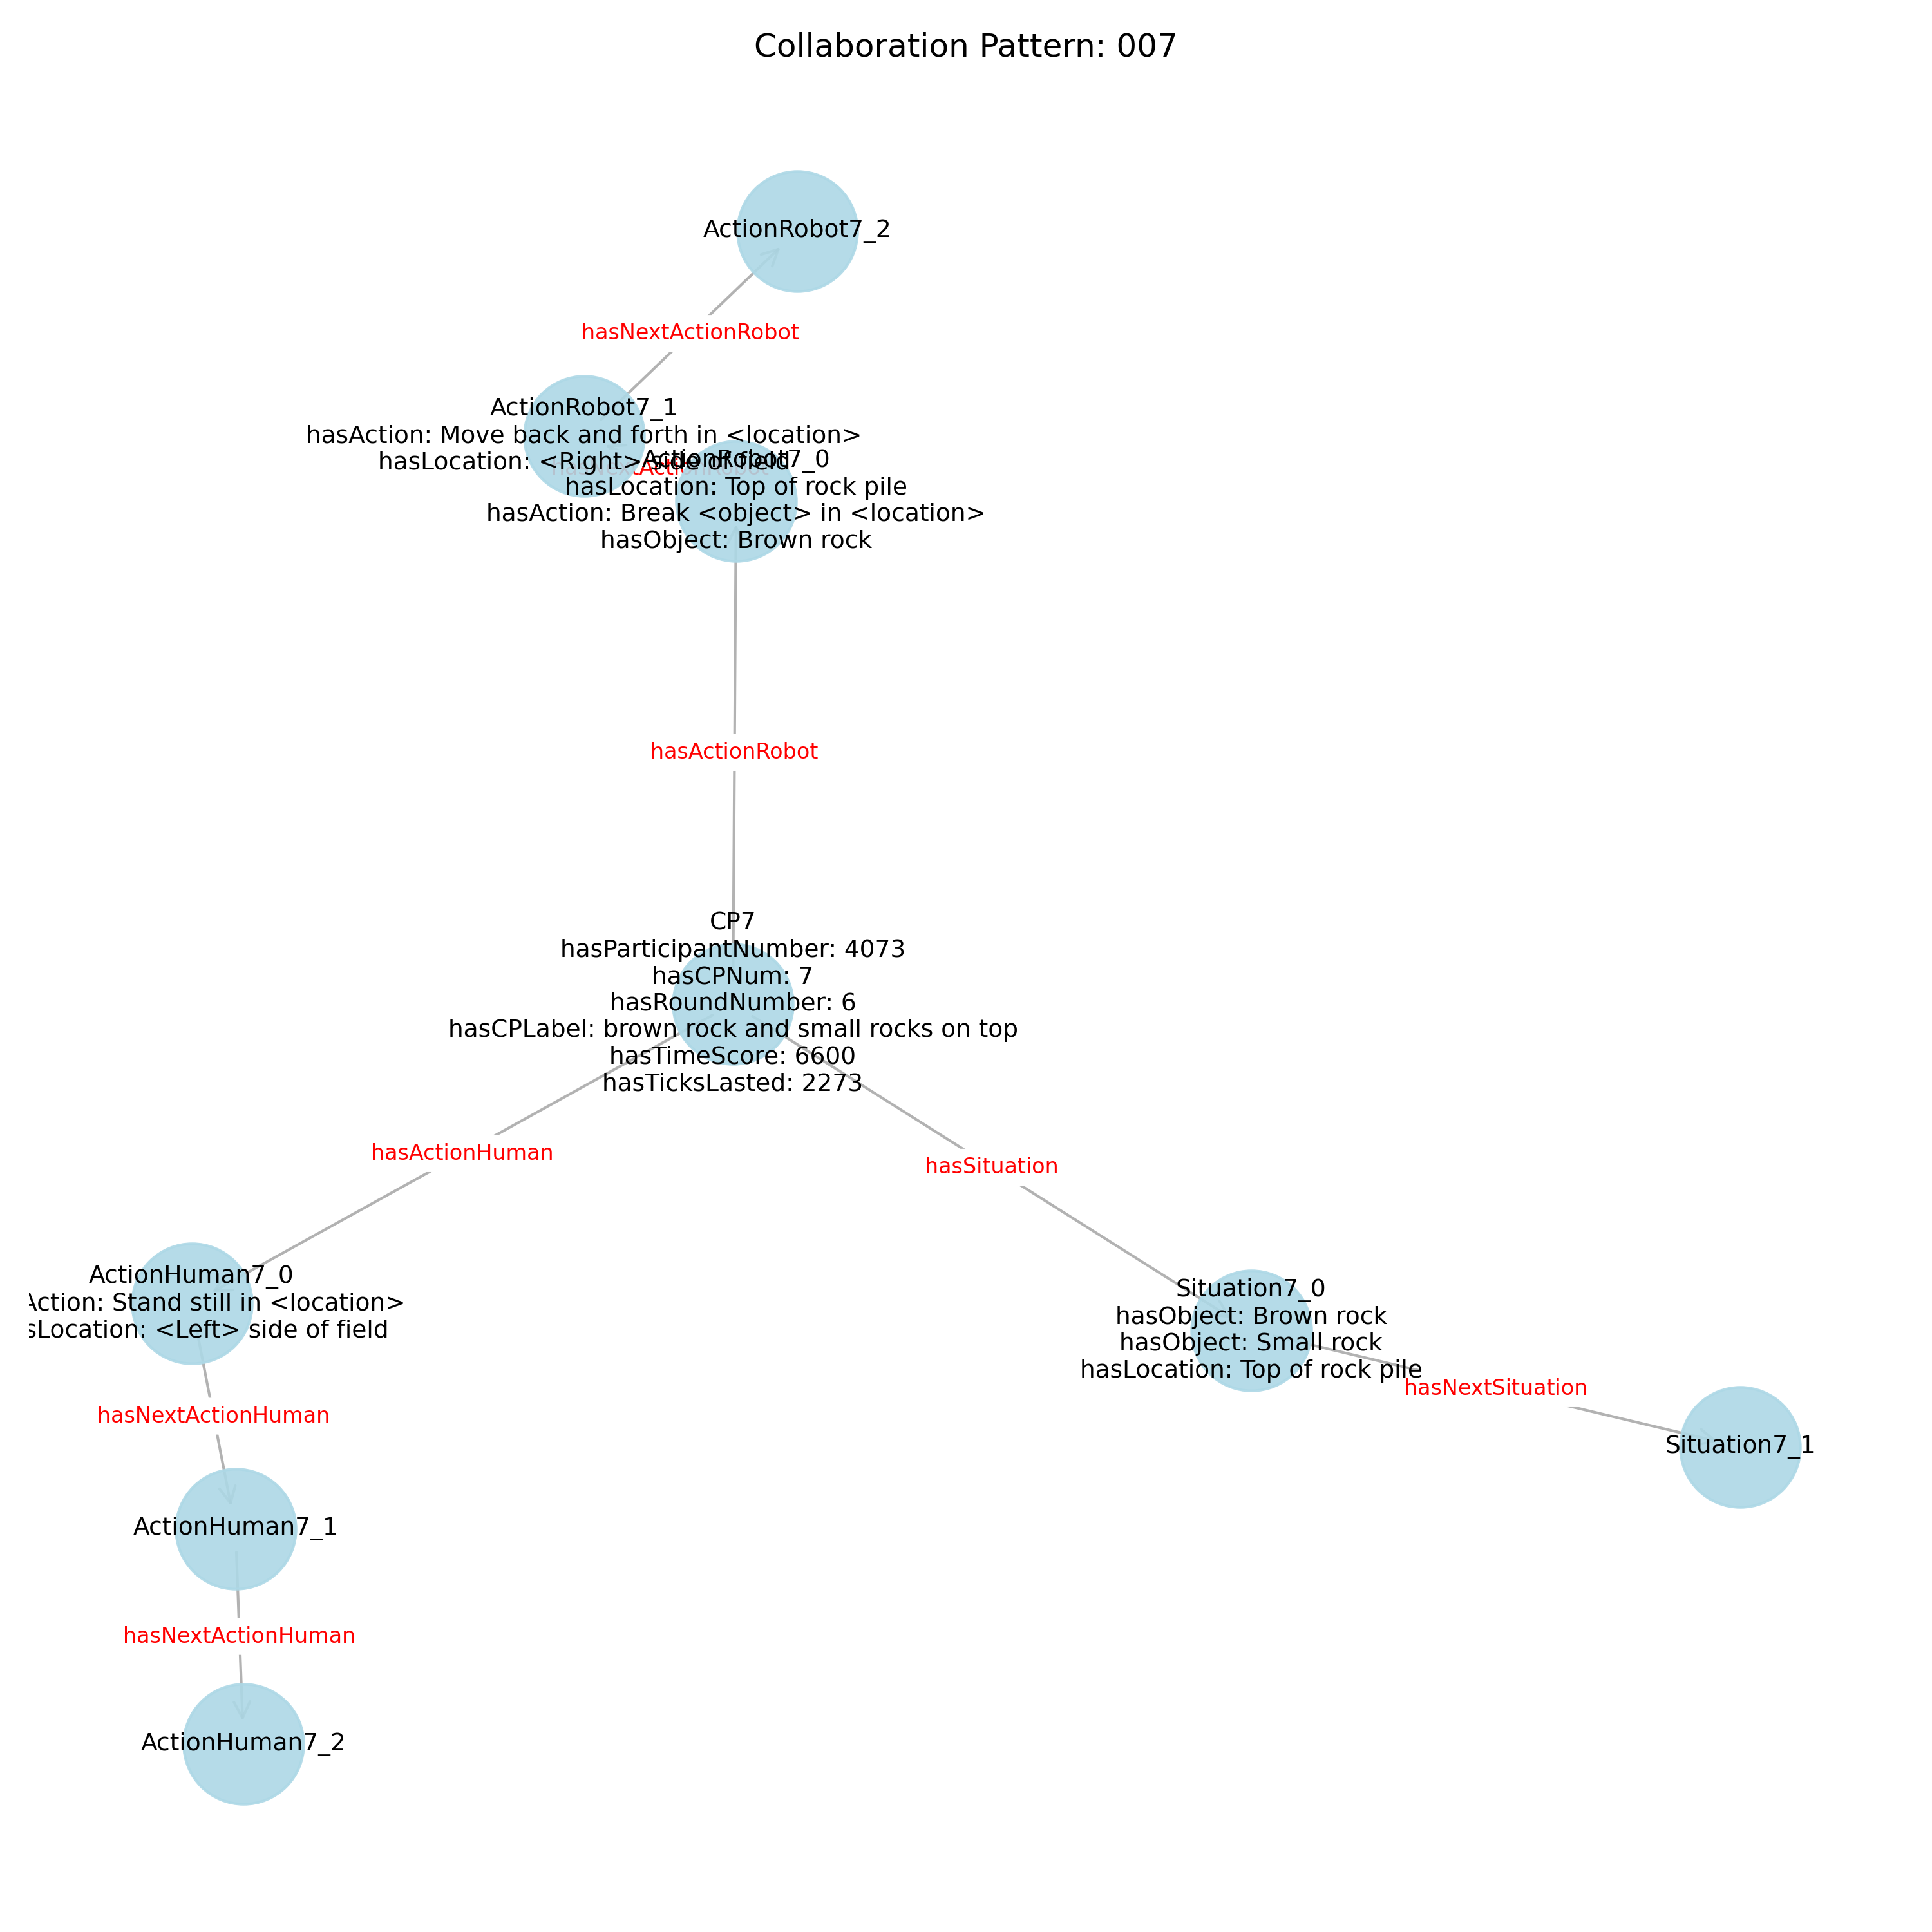 Collaboration Pattern: 007
ActionRobot7_2
hasNextActionRobot
ActionRobot7_1
hasAction: Move back and forth in <location>
hasLocation: <Right> side of field
hasNextActionRobot
ActionRobot7_0
hasLocation: Top of rock pile
hasAction: Break <object> in <location>
hasObject: Brown rock
hasActionRobot
CP7
hasParticipantNumber: 4073
hasCPNum: 7
hasRoundNumber: 6
hasCPLabel: brown rock and small rocks on top
hasTimeScore: 6600
hasTicksLasted: 2273
hasActionHuman
hasSituation
ActionHuman7_0
Action: Stand still in <location>
sLocation: <Left> side of field
Situation7_0
hasObject: Brown rock
hasObject: Small rock
hasLocation: Top of rock pile
hasNextSituation
Situation7_1
hasNextActionHuman
ActionHuman7_1
hasNextActionHuman
ActionHuman7_2